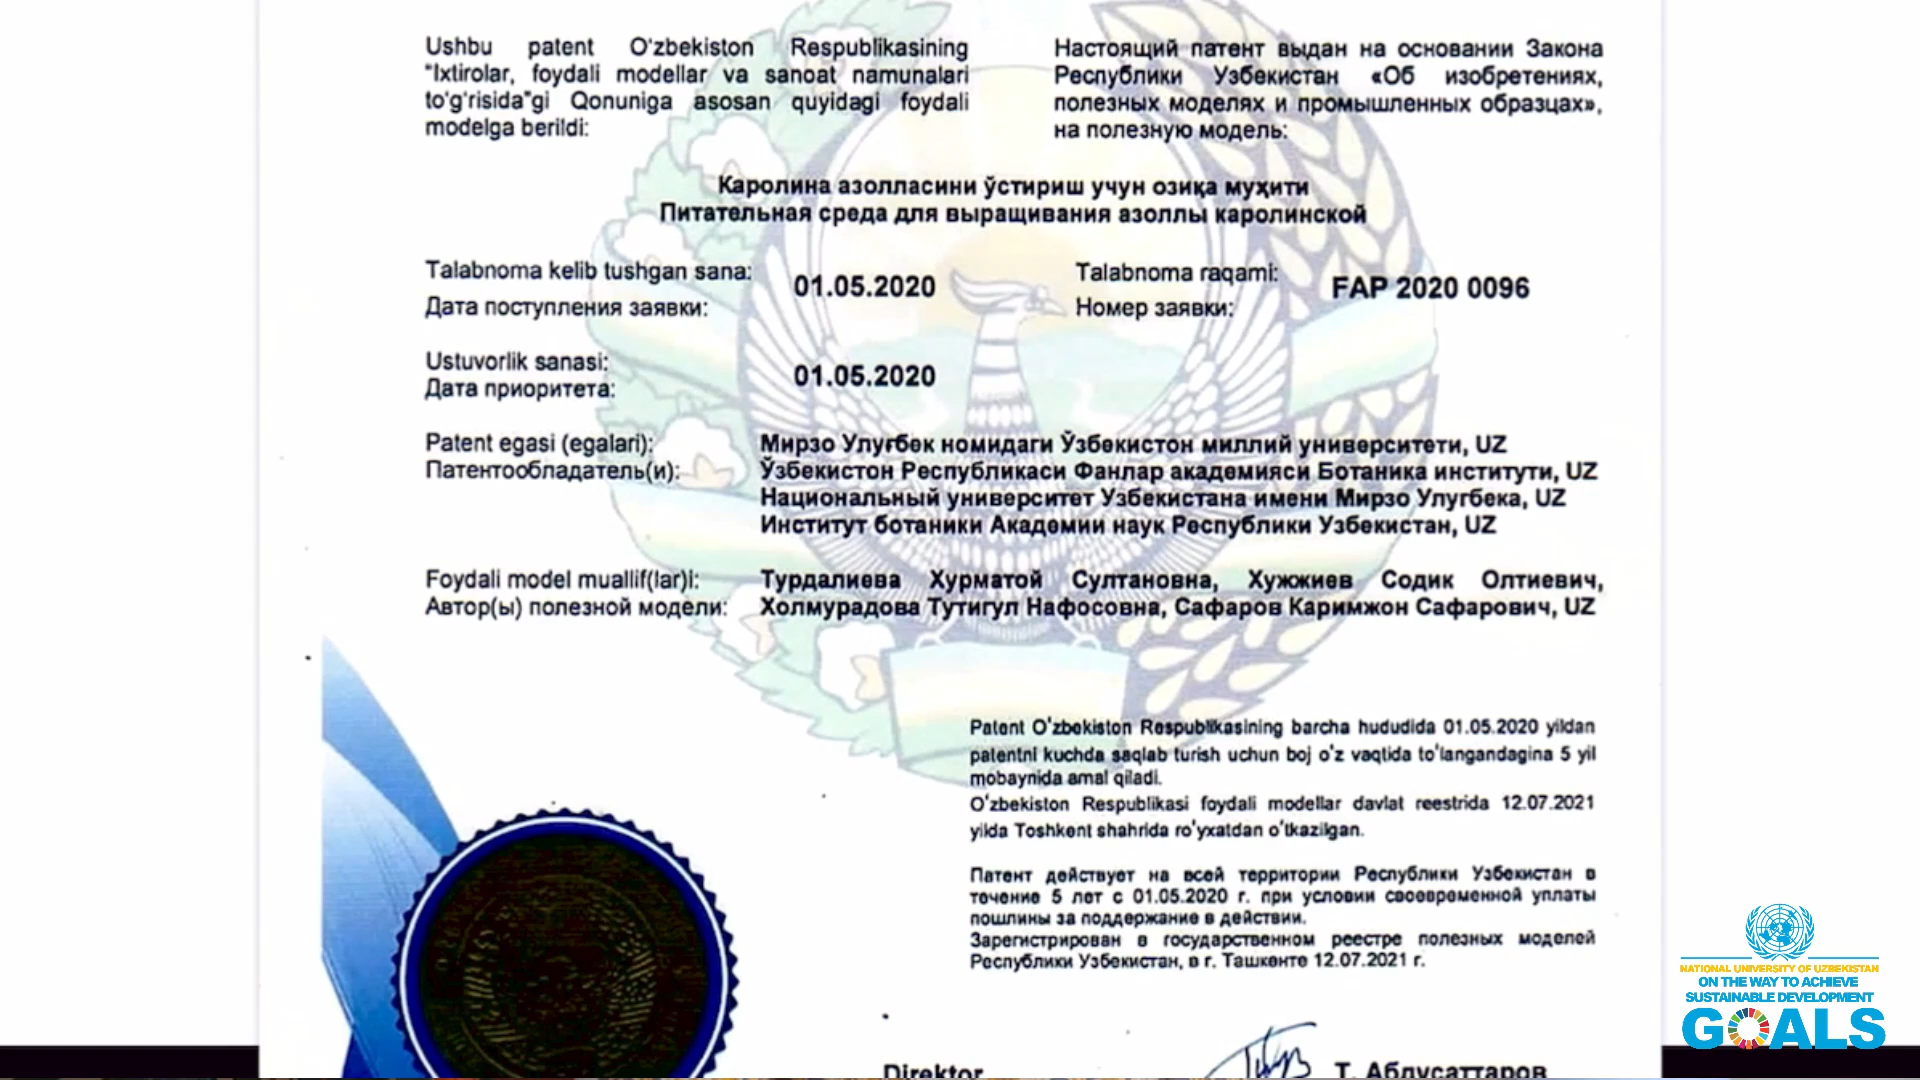 Ushbu patent O'zbekiston Respublikasining
"Ixtirolar, foydali modellar va sanoat namunalari
to'g'risida"gi Qonuniga asosan quyidagi foydali
modelga berildi:
Настоящий патент выдан на основании Закона
Республики Узбекистан «Об изобретениях,
полезных моделях и промышленных образцах»,
на полезную модель:
Каролина азолласини ўстириш учун озиқа муҳити
Питательная среда для выращивания азоллы каролинской
Talabnoma kelib tushgan sana:
Дата поступления заявки:
01.05.2020
Talabnoma raqami:
Номер заявки:
FAP 2020 0096
Ustuvorlik sanasi:
Дата приоритета:
01.05.2020
Patent egasi (egalari):
Патентообладатель(и):
Мирзо Улуғбек номидаги Ўзбекистон миллий университети, UZ
Ўзбекистон Республикаси Фанлар академияси Ботаника институти, UZ
Национальный университет Узбекистана имени Мирзо Улугбека, UZ
Институт ботаники Академии наук Республики Узбекистан, UZ
Foydali model muallif(lar)i:
Автор(ы) полезной модели:
Турдалиева Хурматой Султановна, Хужжиев Содик Олтиевич,
Холмурадова Тутигул Нафосовна, Сафаров Каримжон Сафарович, UZ
Patent O'zbekiston Respublikasining barcha hududida 01.05.2020 yildan
patentni kuchda saqlab turish uchun boj o'z vaqtida to'langandagina 5 yil
mobaynida amal qiladi.
O'zbekiston Respublikasi foydali modellar davlat reestrida 12.07.2021
yilda Toshkent shahrida ro'yxatdan o'tkazilgan.
Патент действует на всей территории Республики Узбекистан в
течение 5 лет с 01.05.2020 г. при условии своевременной уплаты
пошлины за поддержание в действии.
Зарегистрирован в государственном реестре полезных моделей
Республики Узбекистан, в г. Ташкенте 12.07.2021 г.
Direktor
Т. Абдусаттаров
NATIONAL UNIVERSITY OF UZBEKISTAN
ON THE WAY TO ACHIEVE
SUSTAINABLE DEVELOPMENT
GOALS